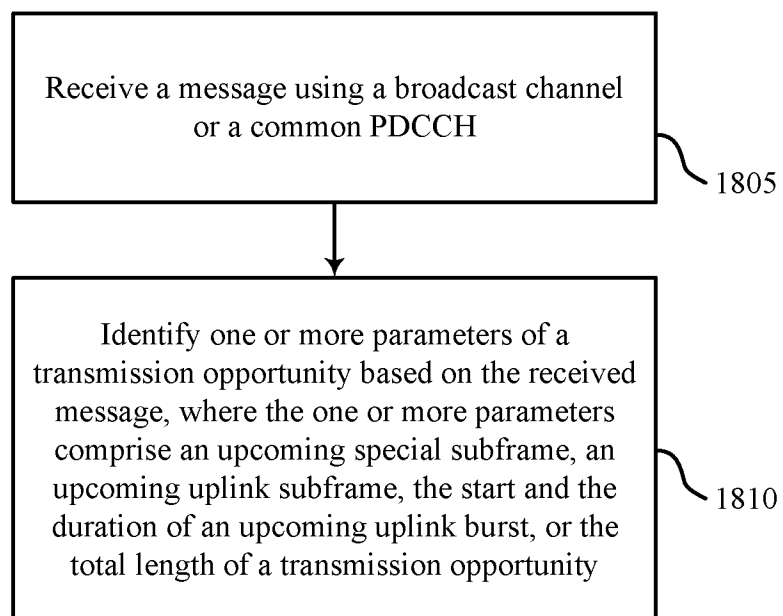 Receive a message using a broadcast channel
or a common PDCCH
1805
Identify one or more parameters of a
transmission opportunity based on the received
message, where the one or more parameters
comprise an upcoming special subframe, an
upcoming uplink subframe, the start and the
duration of an upcoming uplink burst, or the
total length of a transmission opportunity
1810